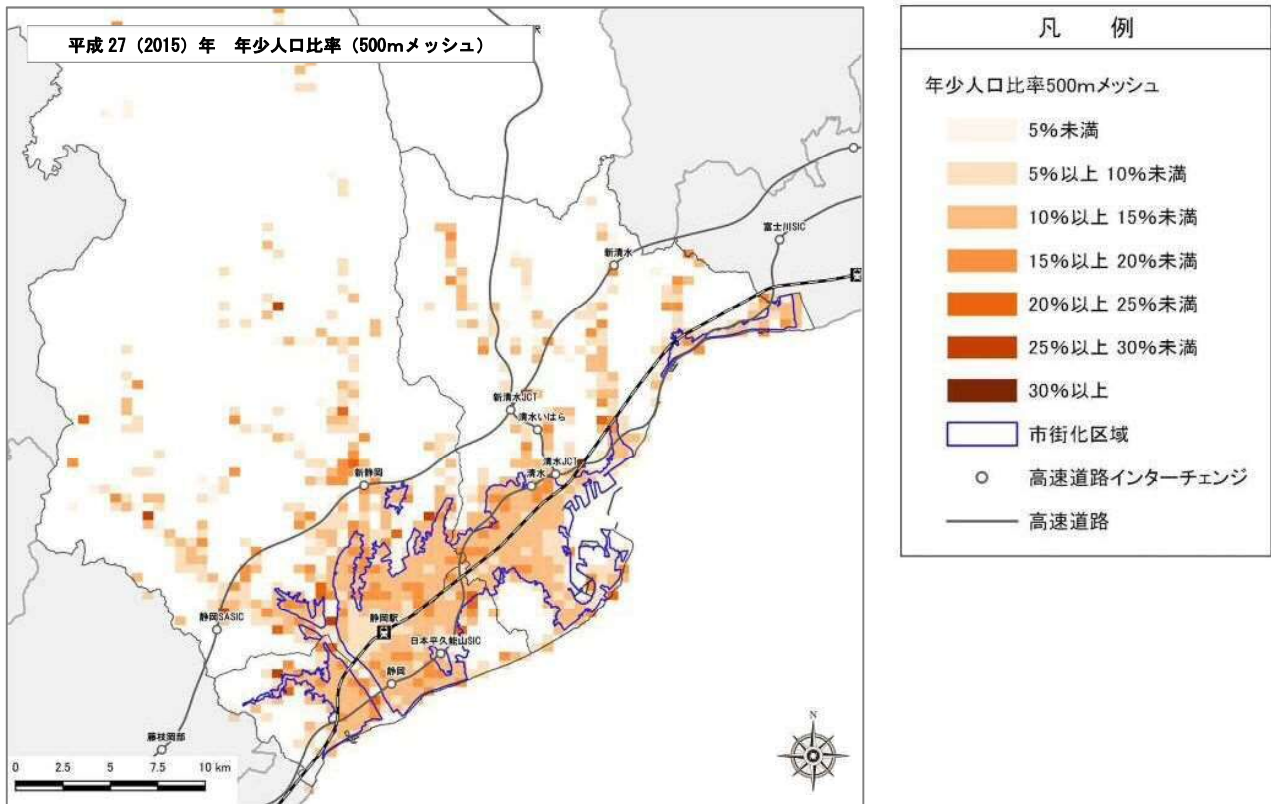 平成 27（2015）年　年少人口比率（500mメッシュ）
沢
富士川SIC
新清水
新清水JCT
清水いはら
清水JCT
清水
新静岡
静岡SASIC
静岡駅
日本平久能山SIC
静岡
藤枝岡部
0 2.5 5 7.5 10 km
N
凡　例
年少人口比率500mメッシュ
5%未満
5%以上 10%未満
10%以上 15%未満
15%以上 20%未満
20%以上 25%未満
25%以上 30%未満
30%以上
市街化区域
高速道路インターチェンジ
高速道路